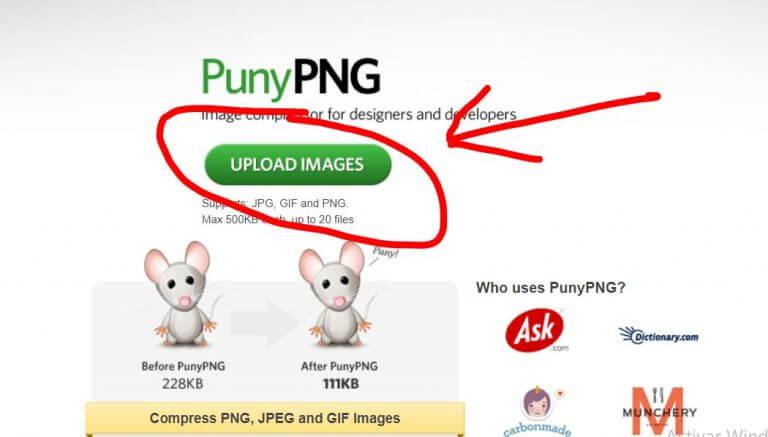 PunyPNG
Image compressor for designers and developers
UPLOAD IMAGES
Supports: JPG, GIF and PNG.
Max 500KB each, up to 20 files
Puny!
Before PunyPNG
228KB
After PunyPNG
111KB
Compress PNG, JPEG and GIF Images
Who uses PunyPNG?
Ask
.com
Dictionary.com
carbonmade
MUNCHERY
Activar Wind